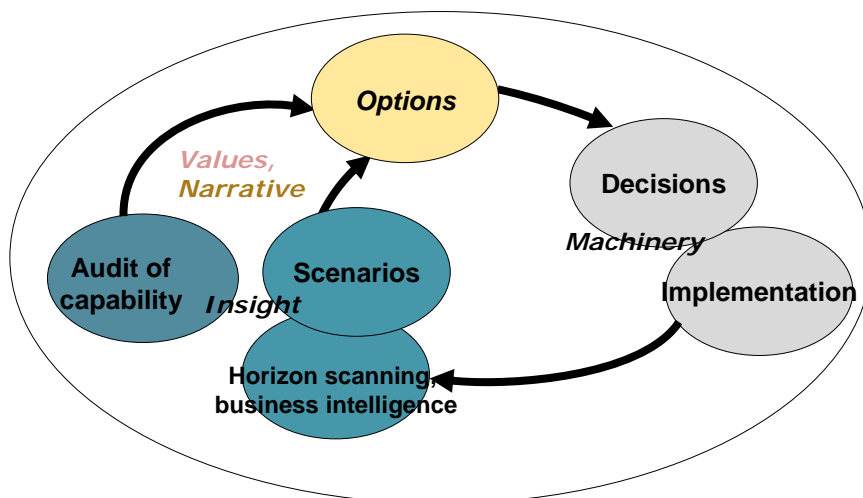 Options
Values,
Narrative
Decisions
Machinery
Audit of
capability
Insight
Scenarios
Implementation
Horizon scanning,
business intelligence